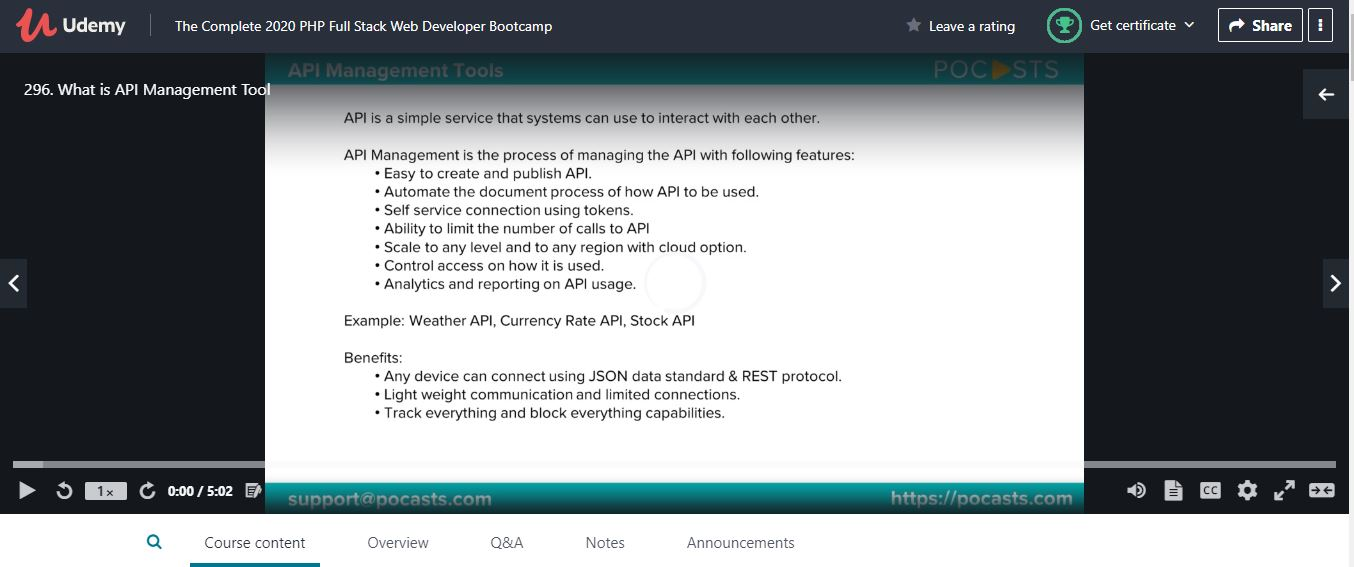 Udemy
The Complete 2020 PHP Full Stack Web Developer Bootcamp
Leave a rating
Get certificate
Share
296. What is API Management Tool
API Management Tools
POCASTS
API is a simple service that systems can use to interact with each other.
API Management is the process of managing the API with following features:
• Easy to create and publish API.
• Automate the document process of how API to be used.
• Self service connection using tokens.
• Ability to limit the number of calls to API
• Scale to any level and to any region with cloud option.
• Control access on how it is used.
• Analytics and reporting on API usage.
Example: Weather API, Currency Rate API, Stock API
Benefits:
• Any device can connect using JSON data standard & REST protocol.
• Light weight communication and limited connections.
• Track everything and block everything capabilities.
1x
0:00 / 5:02
CC
support@pocasts.com
https://pocasts.com
Course content
Overview
Q&A
Notes
Announcements